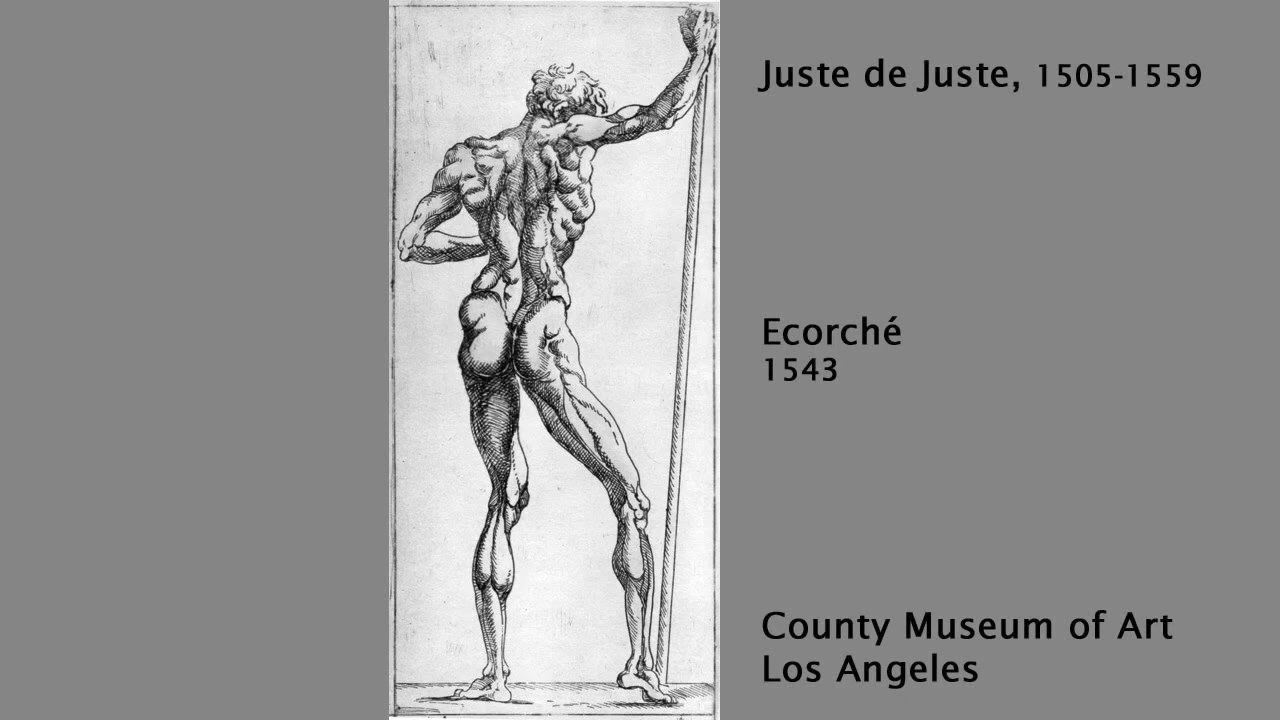 Juste de Juste, 1505-1559
Ecorché
1543
County Museum of Art
Los Angeles